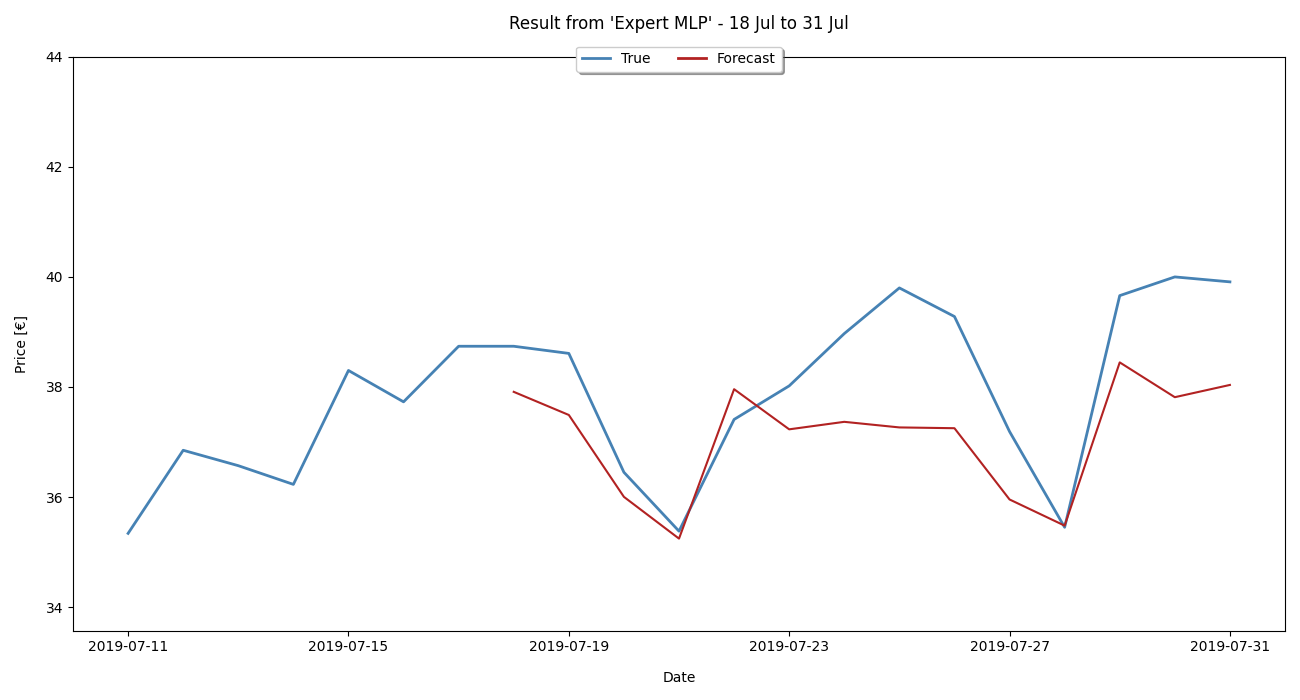 Result from 'Expert MLP' - 18 Jul to 31 Jul
True
Forecast
44
42
40
38
36
34
Price [€]
2019-07-11
2019-07-15
2019-07-19
2019-07-23
2019-07-27
2019-07-31
Date